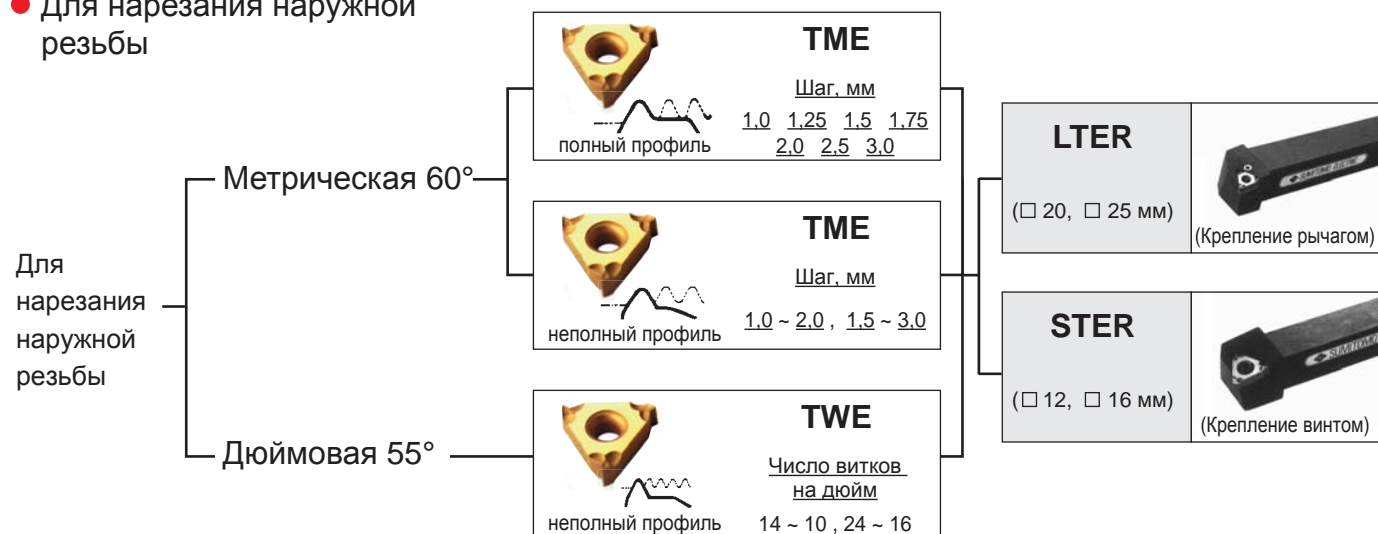 ● Для нарезания наружной
резьбы
Для
нарезания
наружной
резьбы
Метрическая 60°
Дюймовая 55°
TME
Шаг, мм
1,0 1,25 1,5 1,75
2,0 2,5 3,0
полный профиль
TME
Шаг, мм
1,0 ~ 2,0 , 1,5 ~ 3,0
неполный профиль
TWE
Число витков
на дюйм
14 ~ 10 , 24 ~ 16
неполный профиль
LTER
(□ 20, □ 25 мм)
SUMITOMO ELECTRIC
(Крепление рычагом)
STER
(□ 12, □ 16 мм)
SUMITOMO
(Крепление винтом)